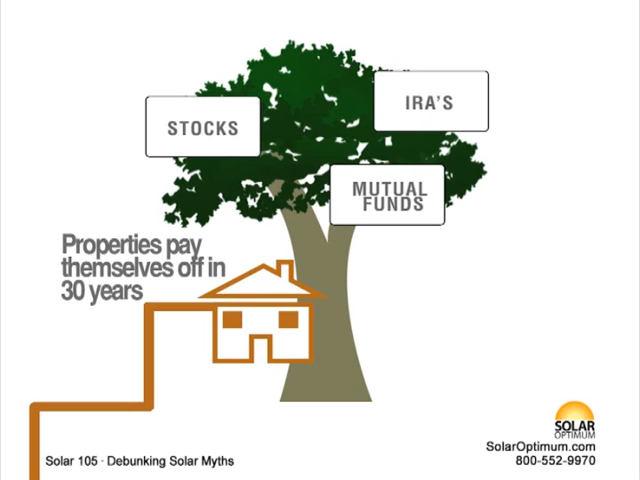 STOCKS
IRA'S
MUTUAL
FUNDS
Properties pay
themselves off in
30 years
SOLAR
OPTIMUM
SolarOptimum.com
800-552-9970
Solar 105 · Debunking Solar Myths